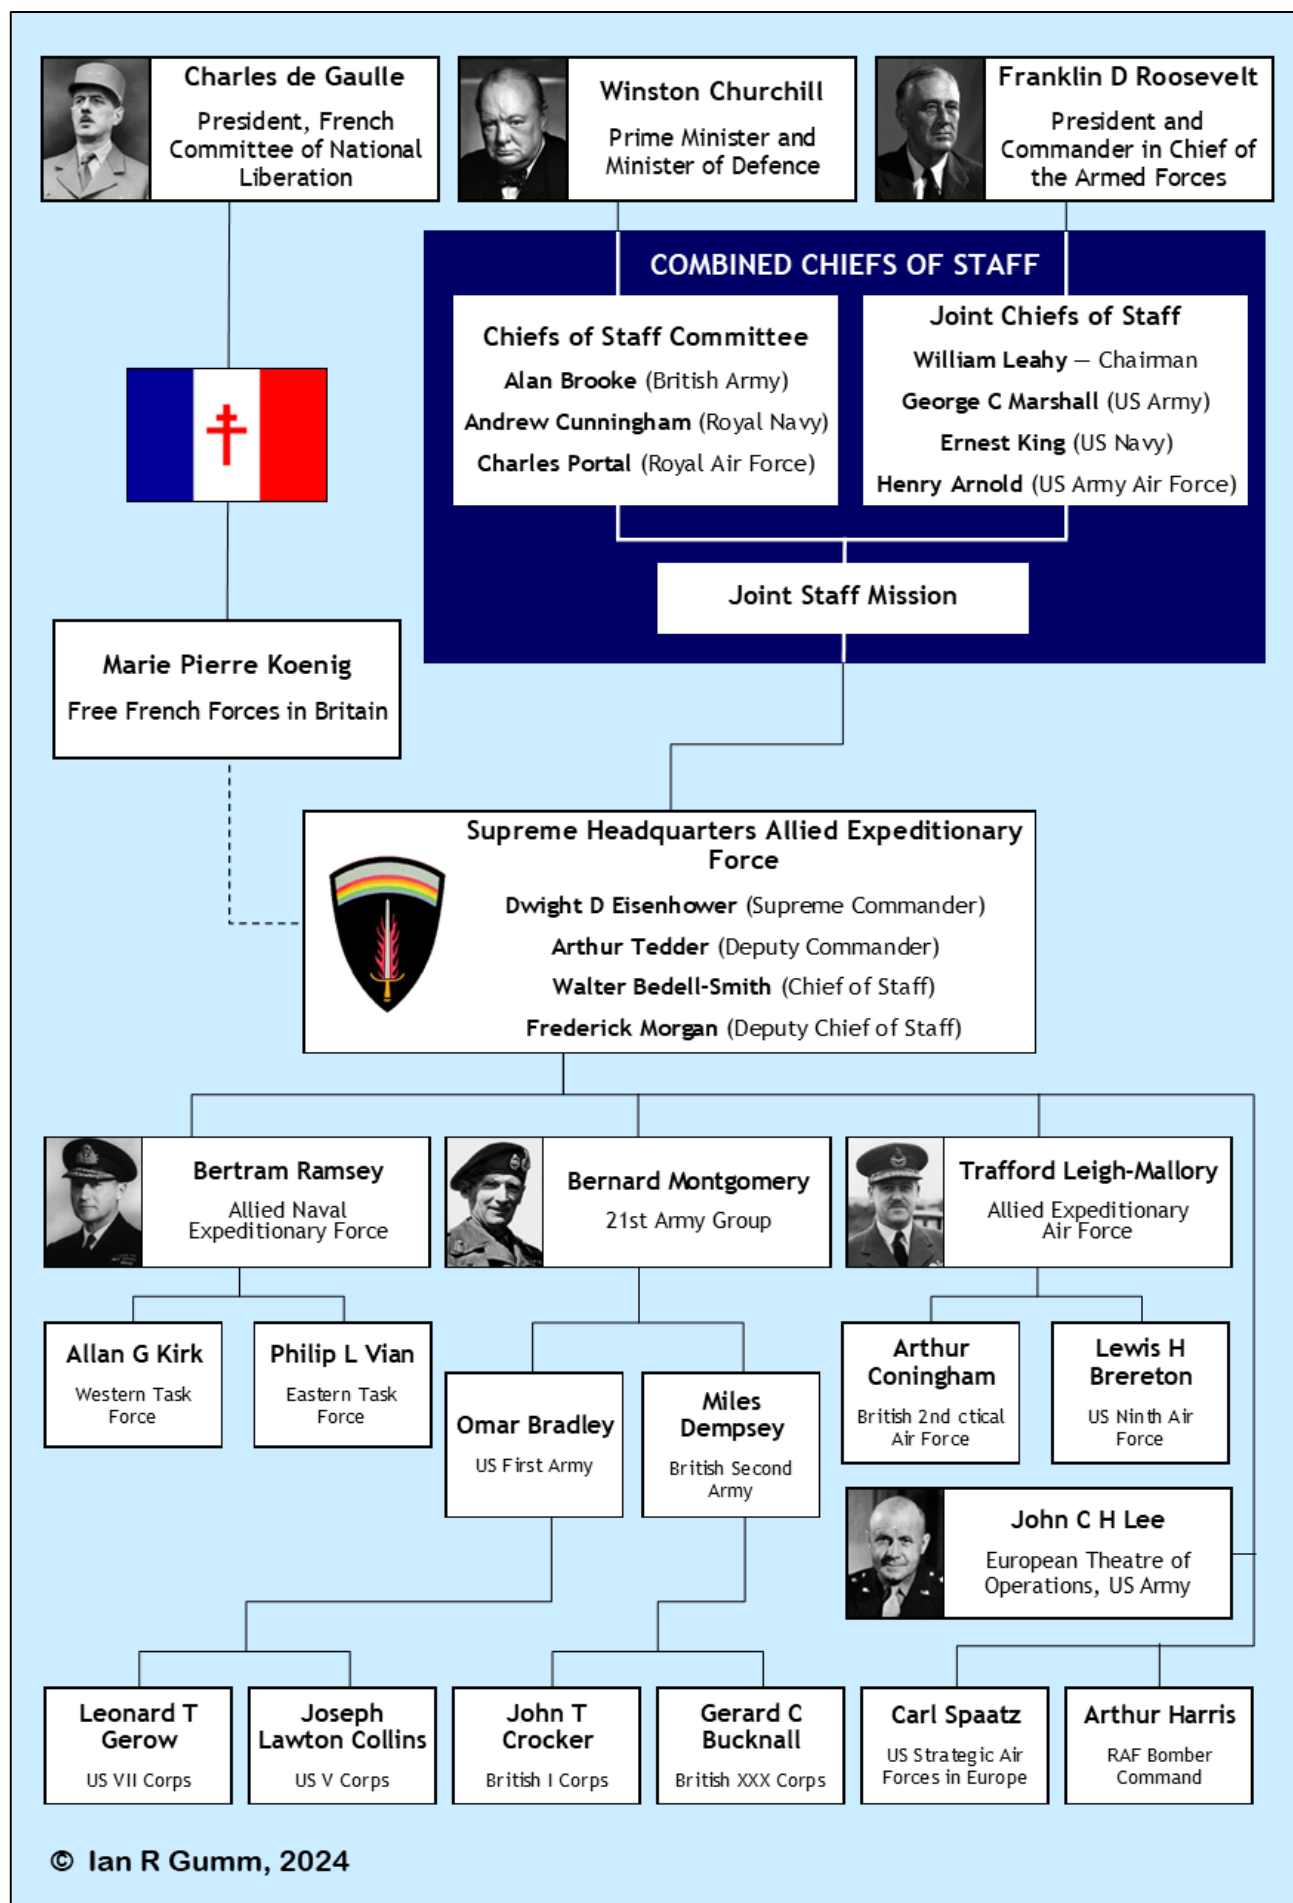 Charles de Gaulle
President, French
Committee of National
Liberation
Winston Churchill
Prime Minister and
Minister of Defence
Franklin D Roosevelt
President and
Commander in Chief of
the Armed Forces
COMBINED CHIEFS OF STAFF
Chiefs of Staff Committee
Alan Brooke (British Army)
Andrew Cunningham (Royal Navy)
Charles Portal (Royal Air Force)
Joint Chiefs of Staff
William Leahy — Chairman
George C Marshall (US Army)
Ernest King (US Navy)
Henry Arnold (US Army Air Force)
Joint Staff Mission
Marie Pierre Koenig
Free French Forces in Britain
Supreme Headquarters Allied Expeditionary
Force
Dwight D Eisenhower (Supreme Commander)
Arthur Tedder (Deputy Commander)
Walter Bedell-Smith (Chief of Staff)
Frederick Morgan (Deputy Chief of Staff)
Bertram Ramsey
Allied Naval
Expeditionary Force
Bernard Montgomery
21st Army Group
Trafford Leigh-Mallory
Allied Expeditionary
Air Force
Allan G Kirk
Western Task
Force
Philip L Vian
Eastern Task
Force
Omar Bradley
US First Army
Miles
Dempsey
British Second
Army
Arthur
Coningham
British 2nd ctical
Air Force
Lewis H
Brereton
US Ninth Air
Force
John C H Lee
European Theatre of
Operations, US Army
Leonard T
Gerow
US VII Corps
Joseph
Lawton Collins
US V Corps
John T
Crocker
British I Corps
Gerard C
Bucknall
British XXX Corps
Carl Spaatz
US Strategic Air
Forces in Europe
Arthur Harris
RAF Bomber
Command
© Ian R Gumm, 2024